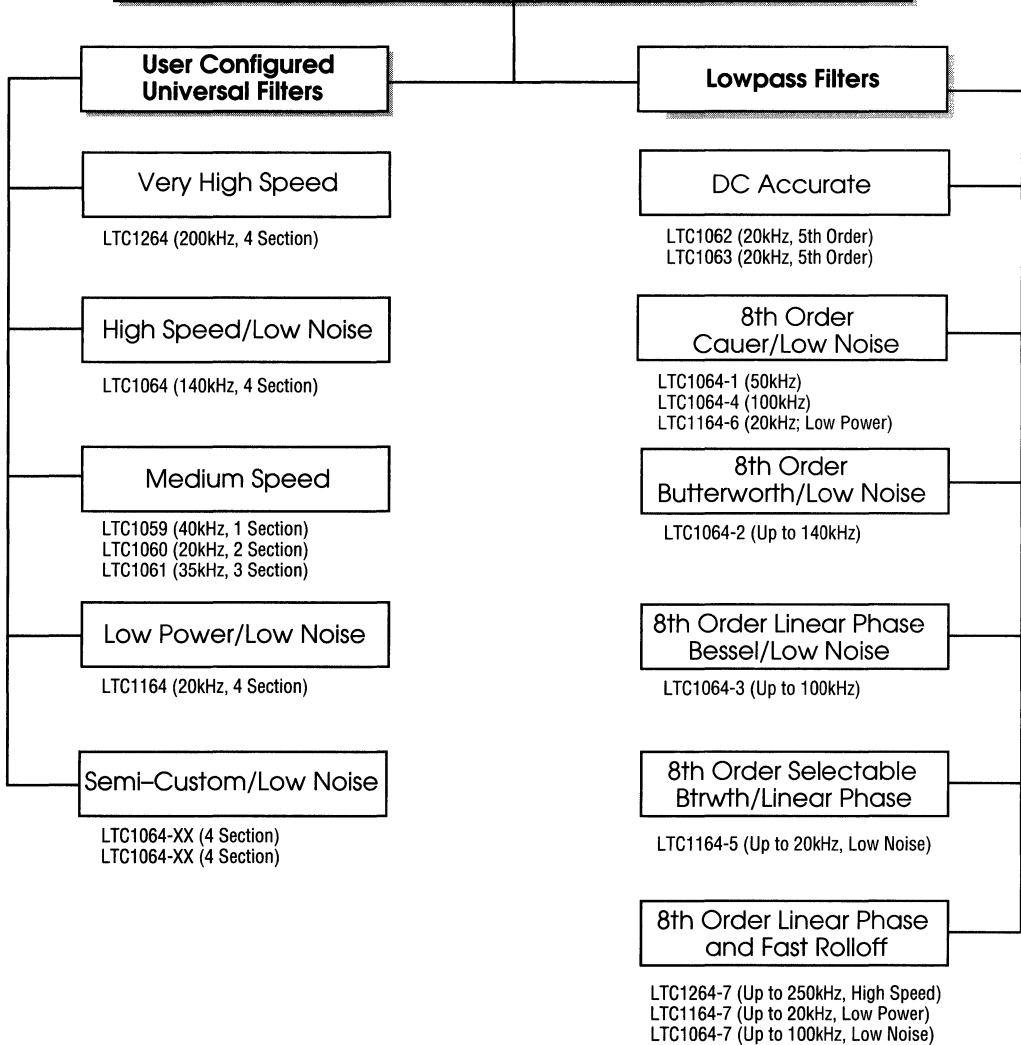 User Configured
Universal Filters
Very High Speed
LTC1264 (200kHz, 4 Section)
High Speed/Low Noise
LTC1064 (140kHz, 4 Section)
Medium Speed
LTC1059 (40kHz, 1 Section)
LTC1060 (20kHz, 2 Section)
LTC1061 (35kHz, 3 Section)
Low Power/Low Noise
LTC1164 (20kHz, 4 Section)
Semi–Custom/Low Noise
LTC1064-XX (4 Section)
LTC1064-XX (4 Section)
Lowpass Filters
DC Accurate
LTC1062 (20kHz, 5th Order)
LTC1063 (20kHz, 5th Order)
8th Order
Cauer/Low Noise
LTC1064-1 (50kHz)
LTC1064-4 (100kHz)
LTC1164-6 (20kHz; Low Power)
8th Order
Butterworth/Low Noise
LTC1064-2 (Up to 140kHz)
8th Order Linear Phase
Bessel/Low Noise
LTC1064-3 (Up to 100kHz)
8th Order Selectable
Btrwth/Linear Phase
LTC1164-5 (Up to 20kHz, Low Noise)
8th Order Linear Phase
and Fast Rolloff
LTC1264-7 (Up to 250kHz, High Speed)
LTC1164-7 (Up to 20kHz, Low Power)
LTC1064-7 (Up to 100kHz, Low Noise)